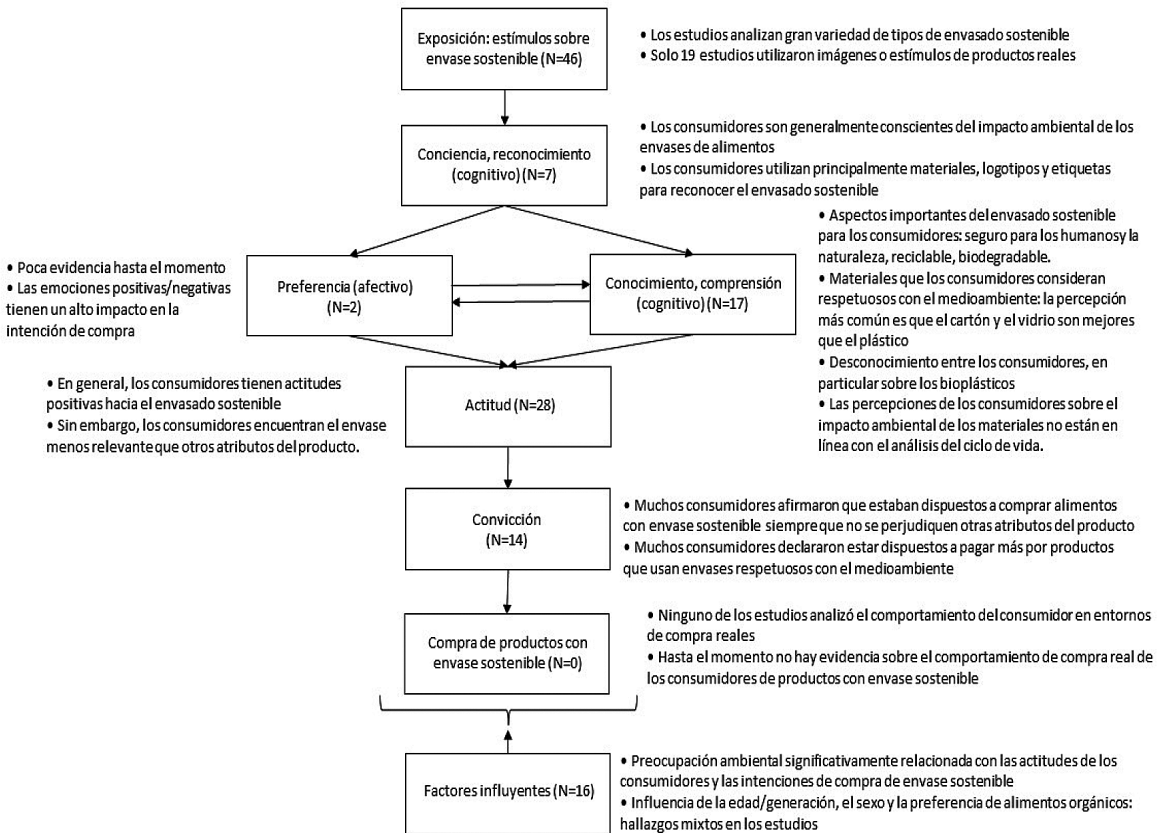 Exposición: estímulos sobre
envase sostenible (N=46)
• Los estudios analizan gran variedad de tipos de envasado sostenible
• Solo 19 estudios utilizaron imágenes o estímulos de productos reales
Conciencia, reconocimiento
(cognitivo) (N=7)
• Los consumidores son generalmente conscientes del impacto ambiental de los
envases de alimentos
• Los consumidores utilizan principalmente materiales, logotipos y etiquetas
para reconocer el envasado sostenible
• Poca evidencia hasta el momento
• Las emociones positivas/negativas
tienen un alto impacto en la
intención de compra
Preferencia (afectivo)
(N=2)
Conocimiento, comprensión
(cognitivo) (N=17)
• Aspectos importantes del envasado sostenible
para los consumidores: seguro para los humanosy la
naturaleza, reciclable, biodegradable.
• Materiales que los consumidores consideran
respetuosos con el medioambiente: la percepción
más común es que el cartón y el vidrio son mejores
que el plástico
• Desconocimiento entre los consumidores, en
particular sobre los bioplásticos
• Las percepciones de los consumidores sobre el
impacto ambiental de los materiales no están en
línea con el análisis del ciclo de vida.
• En general, los consumidores tienen actitudes
positivas hacia el envasado sostenible
• Sin embargo, los consumidores encuentran el envase
menos relevante que otros atributos del producto.
Actitud (N=28)
Convicción
(N=14)
• Muchos consumidores afirmaron que estaban dispuestos a comprar alimentos
con envase sostenible siempre que no se perjudiquen otras atributos del producto
• Muchos consumidores declararon estar dispuestos a pagar más por productos
que usan envases respetuosos con el medioambiente
Compra de productos con
envase sostenible (N=0)
• Ninguno de los estudios analizó el comportamiento del consumidor en entornos
de compra reales
• Hasta el momento no hay evidencia sobre el comportamiento de compra real de
los consumidores de productos con envase sostenible
Factores influyentes (N=16)
• Preocupación ambiental significativamente relacionada con las actitudes de los
consumidores y las intenciones de compra de envase sostenible
• Influencia de la edad/generación, el sexo y la preferencia de alimentos orgánicos:
hallazgos mixtos en los estudios